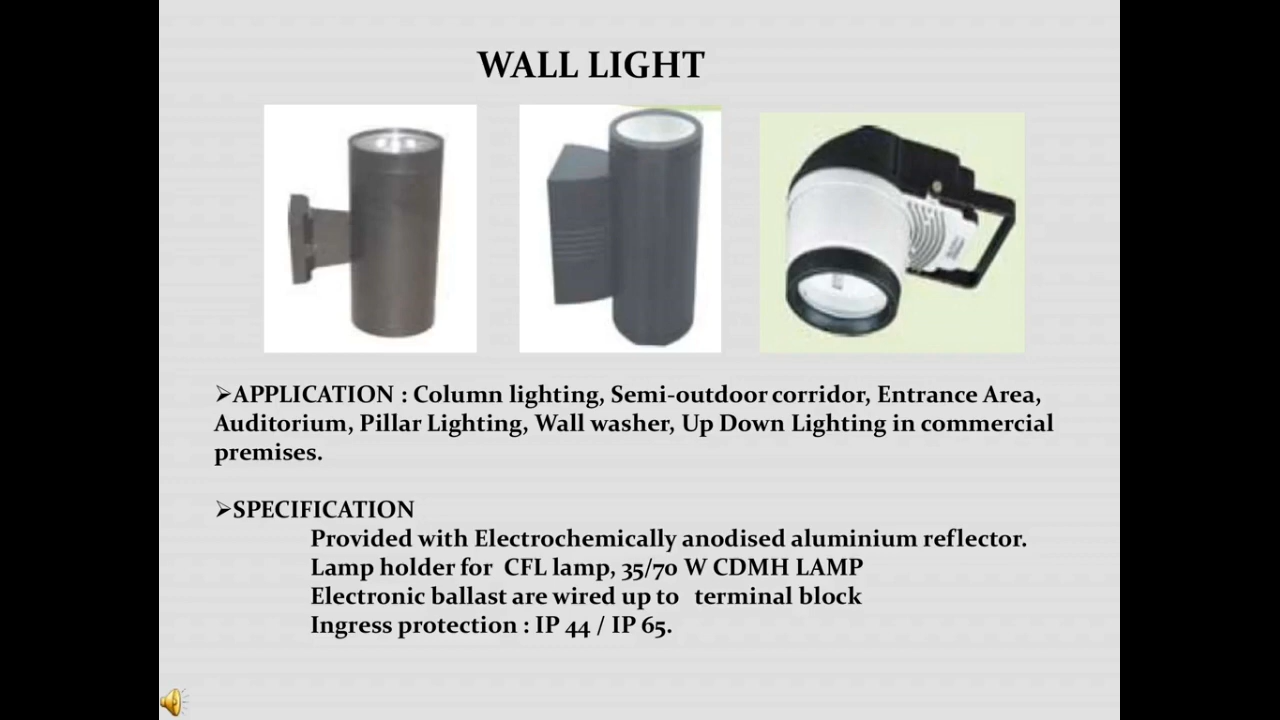 WALL LIGHT
➢APPLICATION : Column lighting, Semi-outdoor corridor, Entrance Area,
Auditorium, Pillar Lighting, Wall washer, Up Down Lighting in commercial
premises.
➢SPECIFICATION
Provided with Electrochemically anodised aluminium reflector.
Lamp holder for CFL lamp, 35/70 W CDMH LAMP
Electronic ballast are wired up to terminal block
Ingress protection : IP 44 / IP 65.